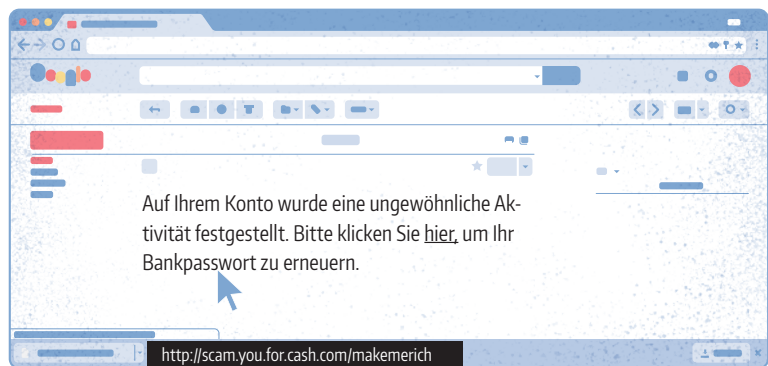 Auf Ihrem Konto wurde eine ungewöhnliche Ak-
tivität festgestellt. Bitte klicken Sie hier, um Ihr
Bankpasswort zu erneuern.
http://scam.you.for.cash.com/makemerich